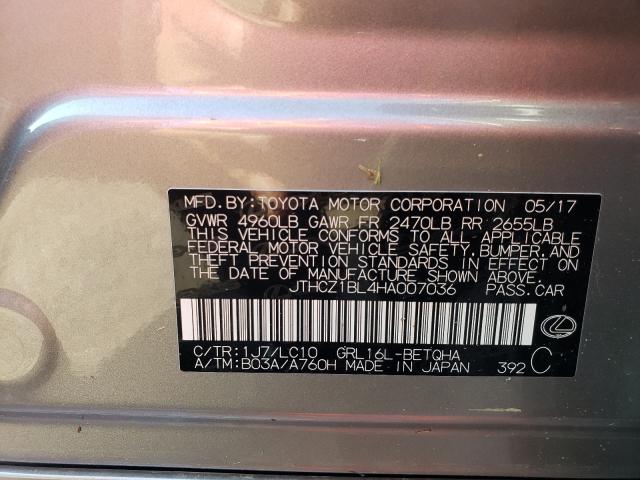 MFD.BY:TOYOTA MOTOR CORPORATION 05/17
GVWR 4960LB GAWR FR 2470LB RR 2655LB
THIS VEHICLE CONFORMS TO ALL APPLICABLE
FEDERAL MOTOR VEHICLE SAFETY,BUMPER,AND
THEFT PREVENTION STANDARDS IN EFFECT ON
THE DATE OF MANUFACTURE SHOWN ABOVE.
JTHCZ1BL4HA007036 PASS.CAR
C/TR:1J7/LC10 GRL16L-BETQHA
A/TM:B03A/A760H MADE IN JAPAN 392 C